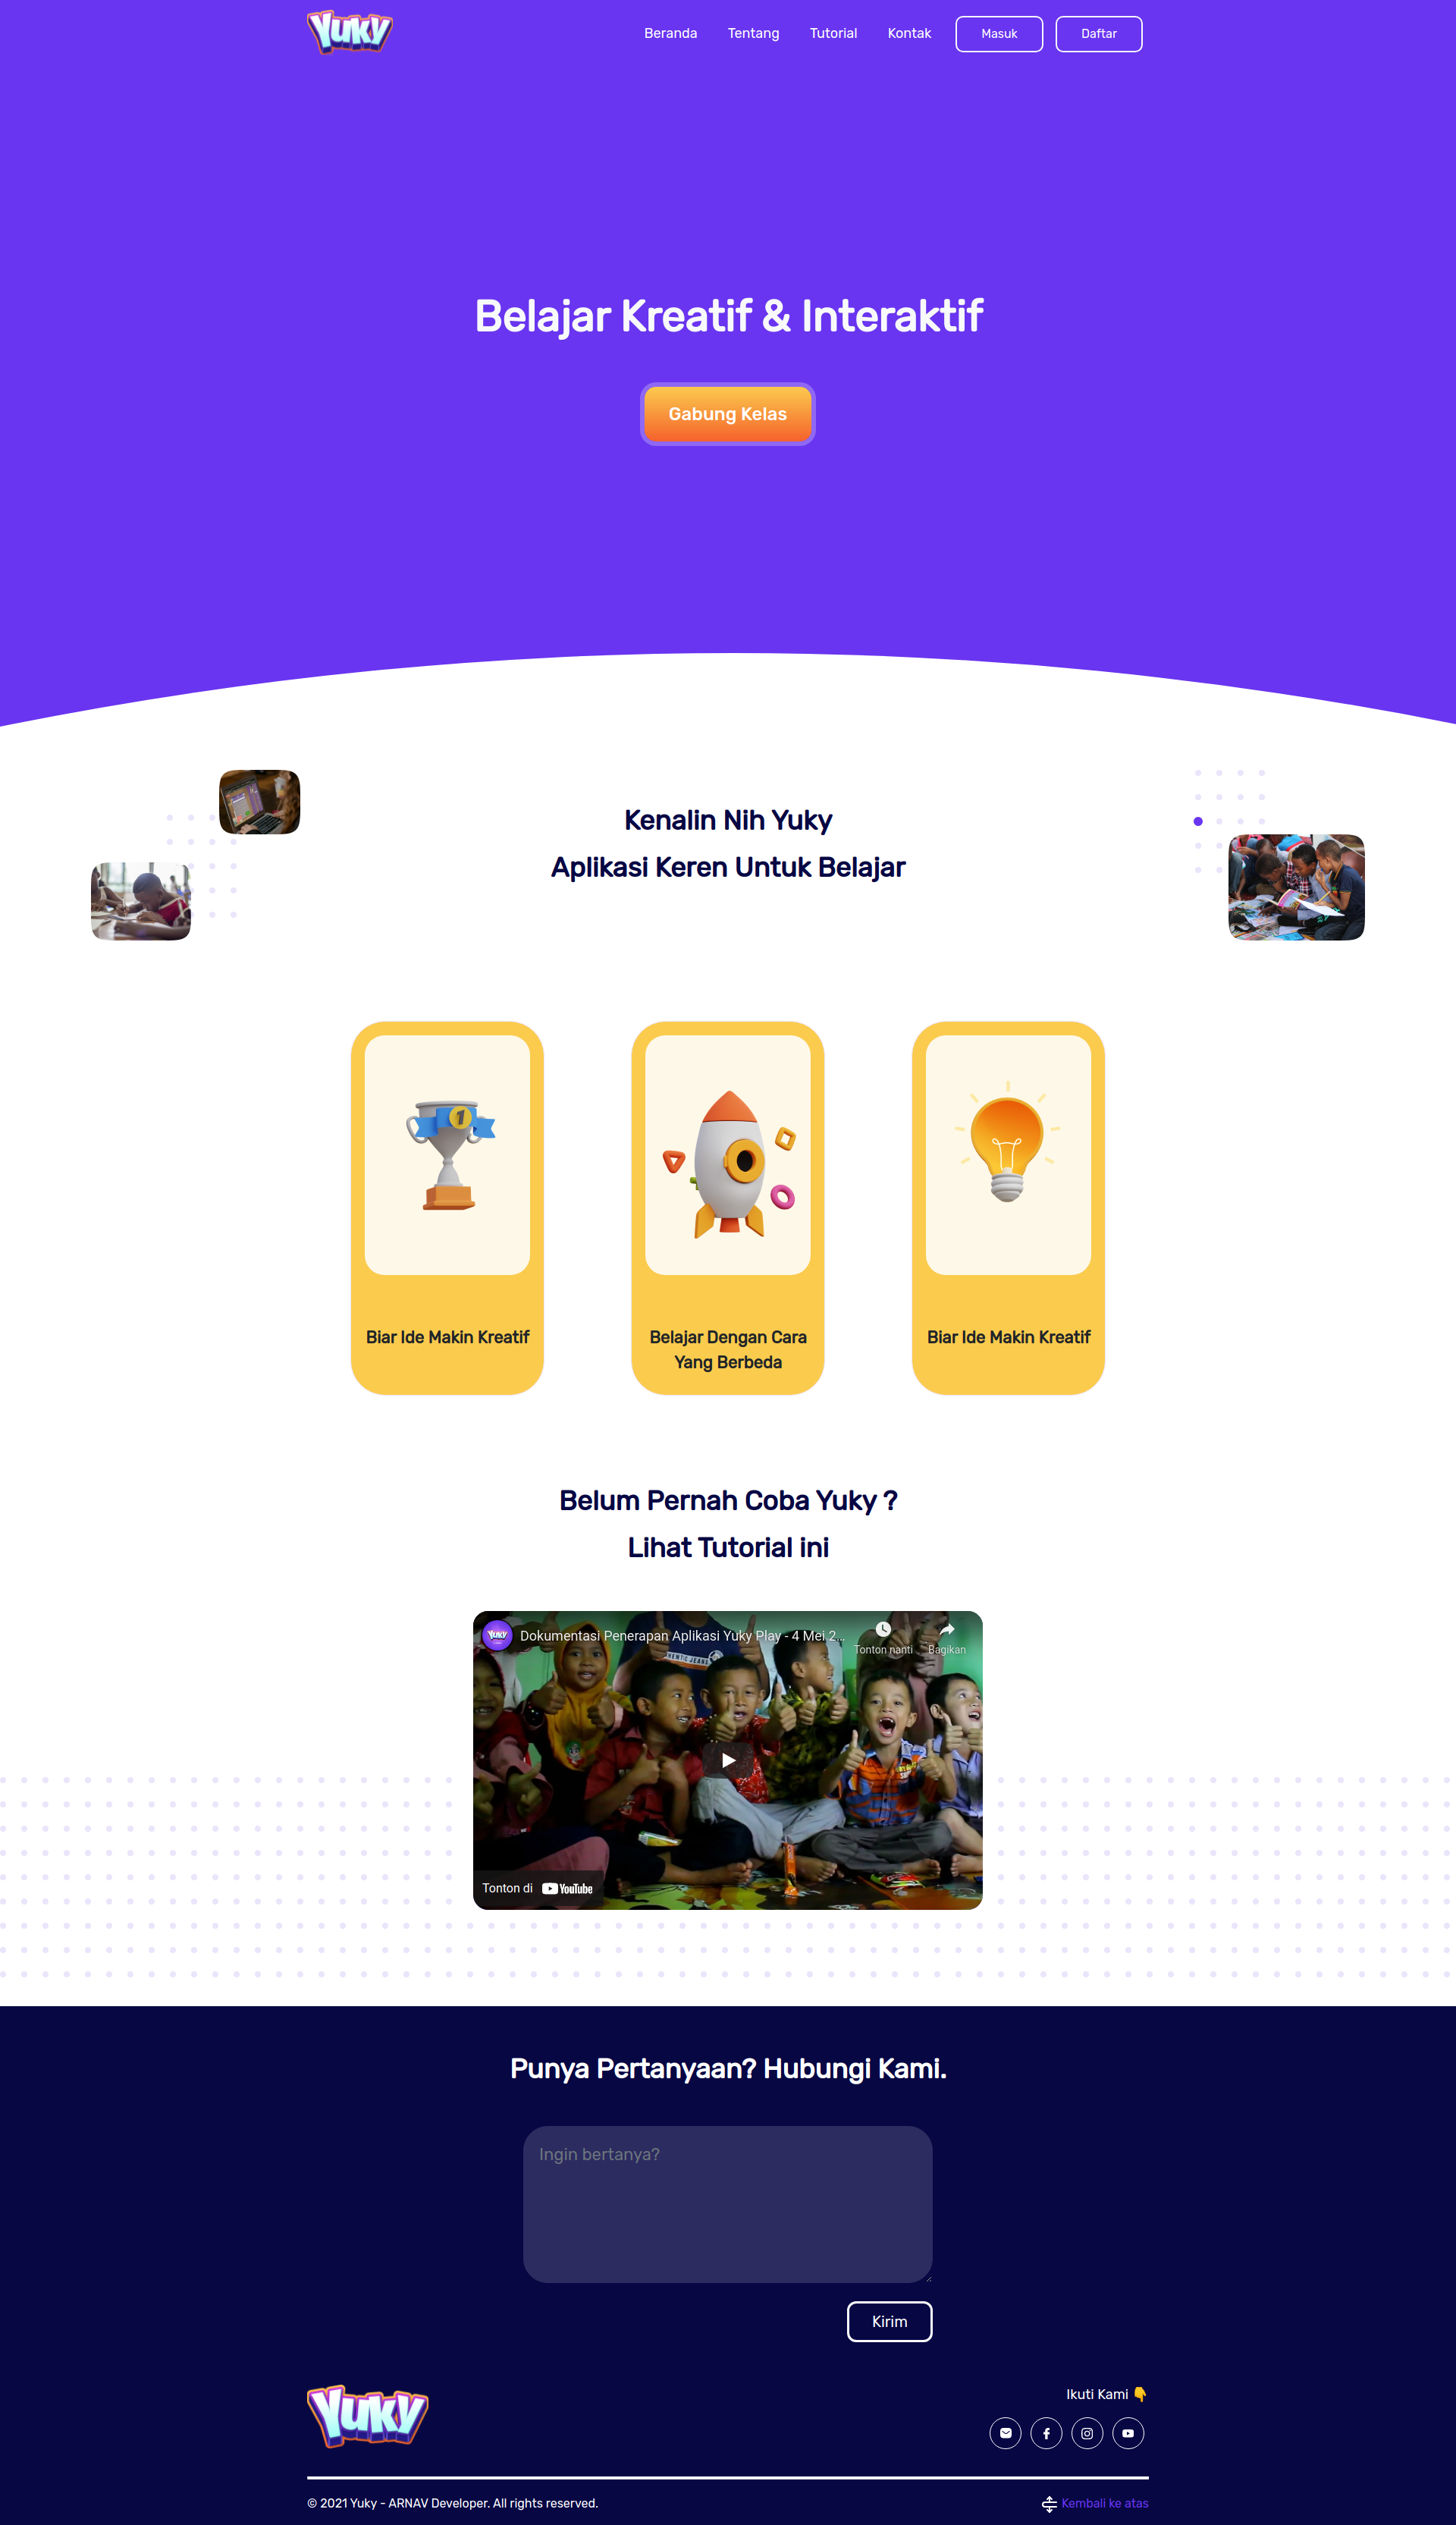 Yuky
Beranda
Tentang
Tutorial
Kontak
Masuk
Daftar
Belajar Kreatif & Interaktif
Gabung Kelas
Kenalin Nih Yuky
Aplikasi Keren Untuk Belajar
1
Biar Ide Makin Kreatif
Belajar Dengan Cara
Yang Berbeda
Biar Ide Makin Kreatif
Belum Pernah Coba Yuky ?
Lihat Tutorial ini
Yuky
Dokumentasi Penerapan Aplikasi Yuky Play - 4 Mei 2...
Tonton nanti
Bagikan
Tonton di YouTube
Punya Pertanyaan? Hubungi Kami.
Ingin bertanya?
Kirim
Yuky
Ikuti Kami 👇
© 2021 Yuky - ARNAV Developer. All rights reserved.
Kembali ke atas